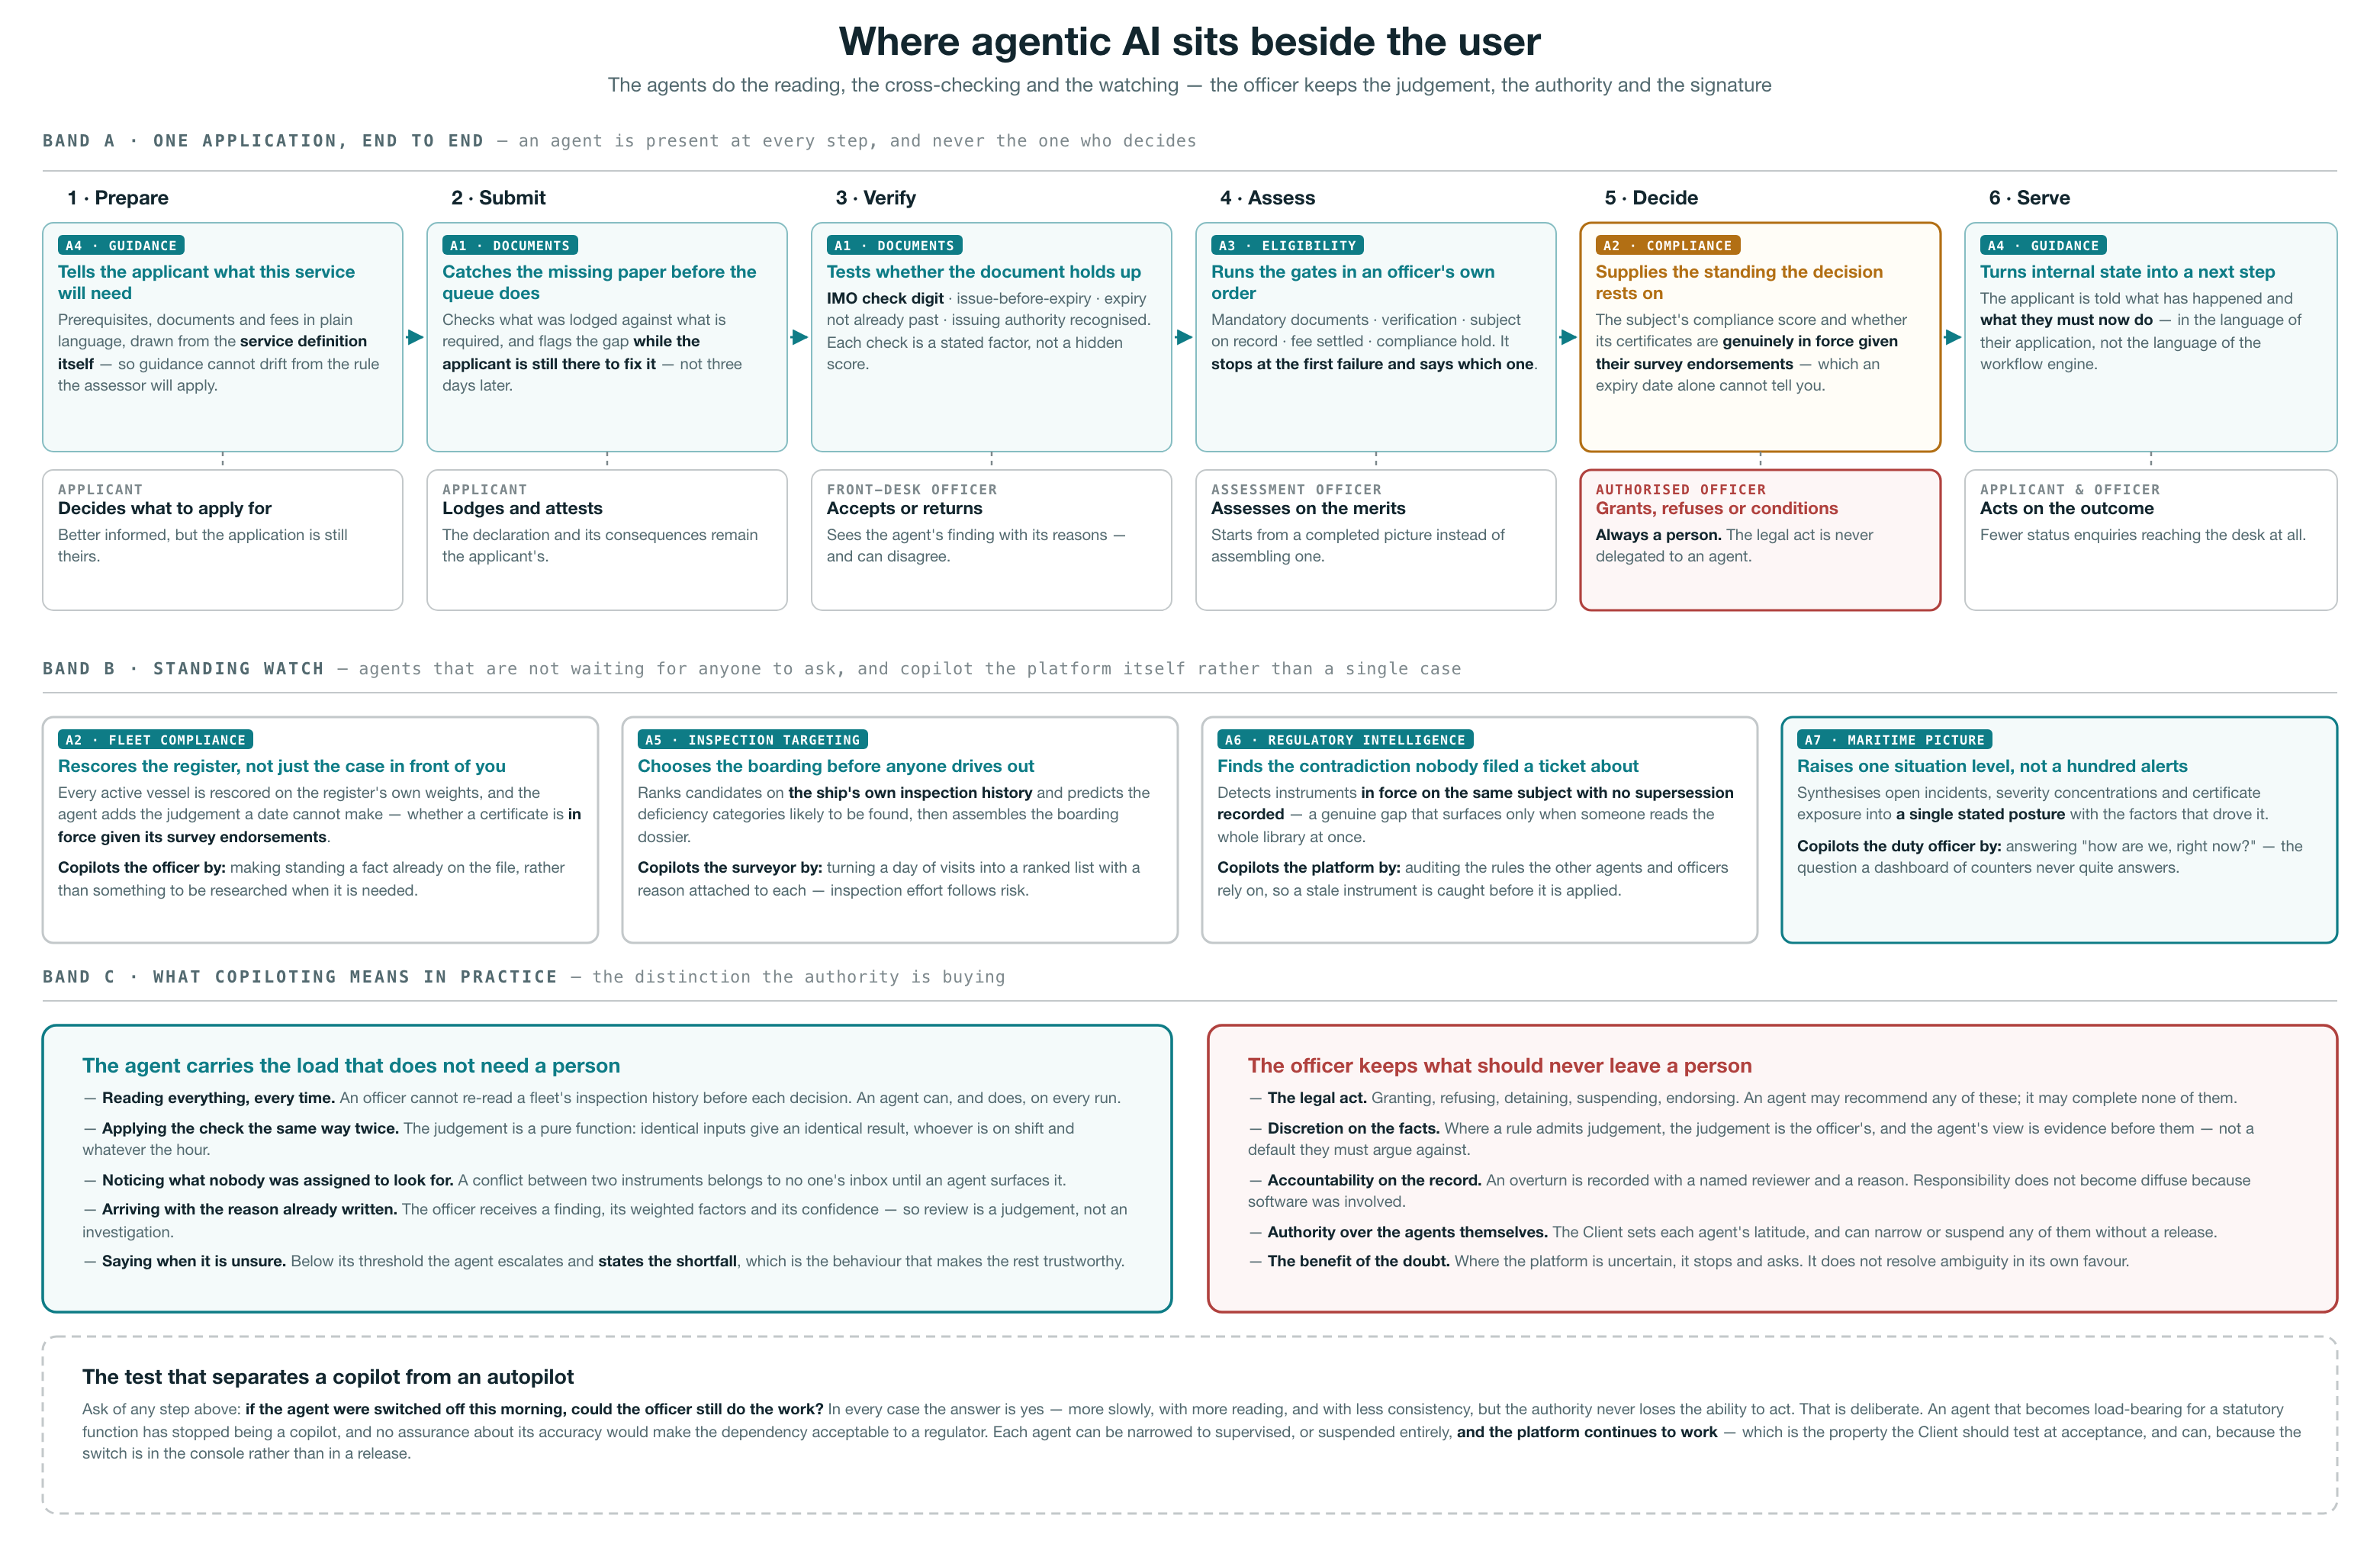 Where agentic AI sits beside the user
The agents do the reading, the cross-checking and the watching — the officer keeps the judgement, the authority and the signature
BAND A · ONE APPLICATION, END TO END — an agent is present at every step, and never the one who decides
1 · Prepare
A4 · GUIDANCE
Tells the applicant what this service
will need
Prerequisites, documents and fees in plain
language, drawn from the service definition
itself — so guidance cannot drift from the rule
the assessor will apply.
APPLICANT
Decides what to apply for
Better informed, but the application is still
theirs.
2 · Submit
A1 · DOCUMENTS
Catches the missing paper before the
queue does
Checks what was lodged against what is
required, and flags the gap while the
applicant is still there to fix it — not three
days later.
APPLICANT
Lodges and attests
The declaration and its consequences remain
the applicant's.
3 · Verify
A1 · DOCUMENTS
Tests whether the document holds up
IMO check digit · issue-before-expiry · expiry
not already past · issuing authority recognised.
Each check is a stated factor, not a hidden
score.
FRONT-DESK OFFICER
Accepts or returns
Sees the agent's finding with its reasons —
and can disagree.
4 · Assess
A3 · ELIGIBILITY
Runs the gates in an officer's own
order
Mandatory documents · verification · subject
on record · fee settled · compliance hold. It
stops at the first failure and says which one.
ASSESSMENT OFFICER
Assesses on the merits
Starts from a completed picture instead of
assembling one.
5 · Decide
A2 · COMPLIANCE
Supplies the standing the decision
rests on
The subject's compliance score and whether
its certificates are genuinely in force given
their survey endorsements — which an
expiry date alone cannot tell you.
AUTHORISED OFFICER
Grants, refuses or conditions
Always a person. The legal act is never
delegated to an agent.
6 · Serve
A4 · GUIDANCE
Turns internal state into a next step
The applicant is told what has happened and
what they must now do — in the language of
their application, not the language of the
workflow engine.
APPLICANT & OFFICER
Acts on the outcome
Fewer status enquiries reaching the desk at all.
BAND B · STANDING WATCH — agents that are not waiting for anyone to ask, and copilot the platform itself rather than a single case
A2 · FLEET COMPLIANCE
Rescores the register, not just the case in front of you
Every active vessel is rescored on the register's own weights, and the
agent adds the judgement a date cannot make — whether a certificate is in
force given its survey endorsements.
Copilots the officer by: making standing a fact already on the file, rather
than something to be researched when it is needed.
A5 · INSPECTION TARGETING
Chooses the boarding before anyone drives out
Ranks candidates on the ship's own inspection history and predicts the
deficiency categories likely to be found, then assembles the boarding
dossier.
Copilots the surveyor by: turning a day of visits into a ranked list with a
reason attached to each — inspection effort follows risk.
A6 · REGULATORY INTELLIGENCE
Finds the contradiction nobody filed a ticket about
Detects instruments in force on the same subject with no supersession
recorded — a genuine gap that surfaces only when someone reads the
whole library at once.
Copilots the platform by: auditing the rules the other agents and officers
rely on, so a stale instrument is caught before it is applied.
A7 · MARITIME PICTURE
Raises one situation level, not a hundred alerts
Synthesises open incidents, severity concentrations and certificate
exposure into a single stated posture with the factors that drove it.
Copilots the duty officer by: answering "how are we, right now?" — the
question a dashboard of counters never quite answers.
BAND C · WHAT COPILOTING MEANS IN PRACTICE — the distinction the authority is buying
The agent carries the load that does not need a person
— Reading everything, every time. An officer cannot re-read a fleet's inspection history before each decision. An agent can, and does, on every run.
— Applying the check the same way twice. The judgement is a pure function: identical inputs give an identical result, whoever is on shift and
whatever the hour.
— Noticing what nobody was assigned to look for. A conflict between two instruments belongs to no one's inbox until an agent surfaces it.
— Arriving with the reason already written. The officer receives a finding, its weighted factors and its confidence — so review is a judgement, not an
investigation.
— Saying when it is unsure. Below its threshold the agent escalates and states the shortfall, which is the behaviour that makes the rest trustworthy.
The officer keeps what should never leave a person
— The legal act. Granting, refusing, detaining, suspending, endorsing. An agent may recommend any of these; it may complete none of them.
— Discretion on the facts. Where a rule admits judgement, the judgement is the officer's, and the agent's view is evidence before them — not a
default they must argue against.
— Accountability on the record. An overturn is recorded with a named reviewer and a reason. Responsibility does not become diffuse because
software was involved.
— Authority over the agents themselves. The Client sets each agent's latitude, and can narrow or suspend any of them without a release.
— The benefit of the doubt. Where the platform is uncertain, it stops and asks. It does not resolve ambiguity in its own favour.
The test that separates a copilot from an autopilot
Ask of any step above: if the agent were switched off this morning, could the officer still do the work? In every case the answer is yes — more slowly, with more reading, and with less consistency, but the authority never loses the ability to act. That is deliberate. An agent that becomes load-bearing for a statutory
function has stopped being a copilot, and no assurance about its accuracy would make the dependency acceptable to a regulator. Each agent can be narrowed to supervised, or suspended entirely, and the platform continues to work — which is the property the Client should test at acceptance, and can, because the
switch is in the console rather than in a release.